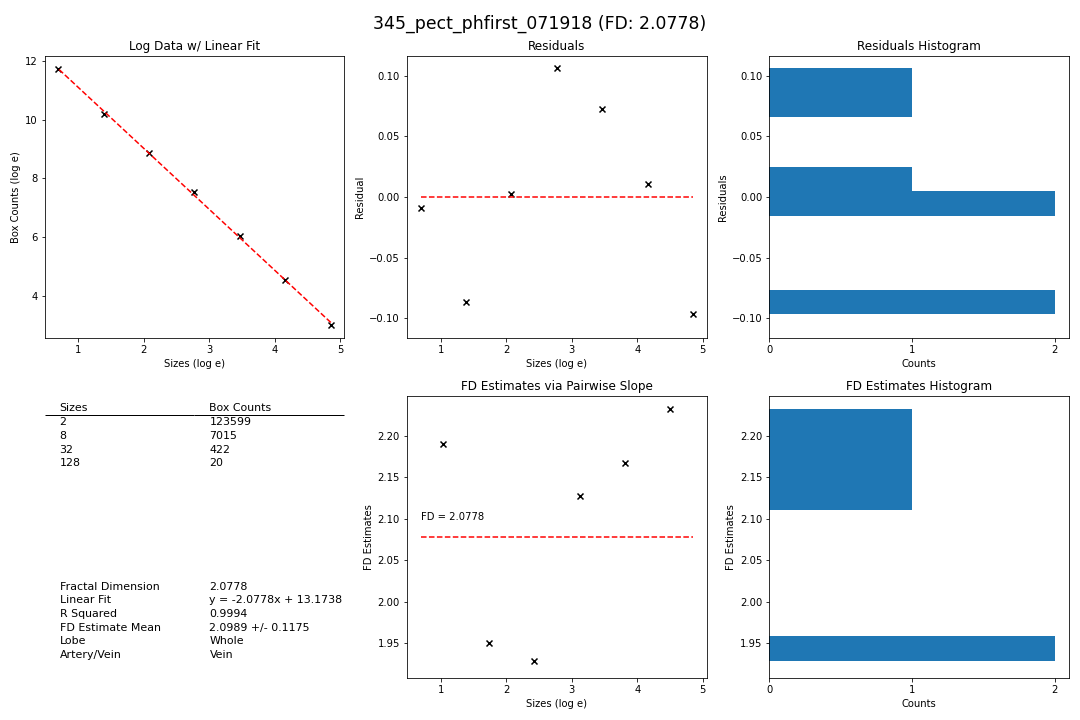 345_pect_phfirst_071918 (FD: 2.0778)
Log Data w/ Linear Fit
Box Counts (log e)
12
10
8
6
4
1 2 3 4 5
Sizes (log e)
Residuals
Residual
0.10
0.05
0.00
−0.05
−0.10
1 2 3 4 5
Sizes (log e)
Residuals Histogram
Residuals
0.10
0.05
0.00
−0.05
−0.10
0 1 2
Counts
Sizes Box Counts
2 123599
8 7015
32 422
128 20
Fractal Dimension 2.0778
Linear Fit y = -2.0778x + 13.1738
R Squared 0.9994
FD Estimate Mean 2.0989 +/- 0.1175
Lobe Whole
Artery/Vein Vein
FD Estimates via Pairwise Slope
FD Estimates
2.20
2.15
2.10
2.05
2.00
1.95
FD = 2.0778
1 2 3 4 5
Sizes (log e)
FD Estimates Histogram
FD Estimates
2.20
2.15
2.10
2.05
2.00
1.95
0 1 2
Counts